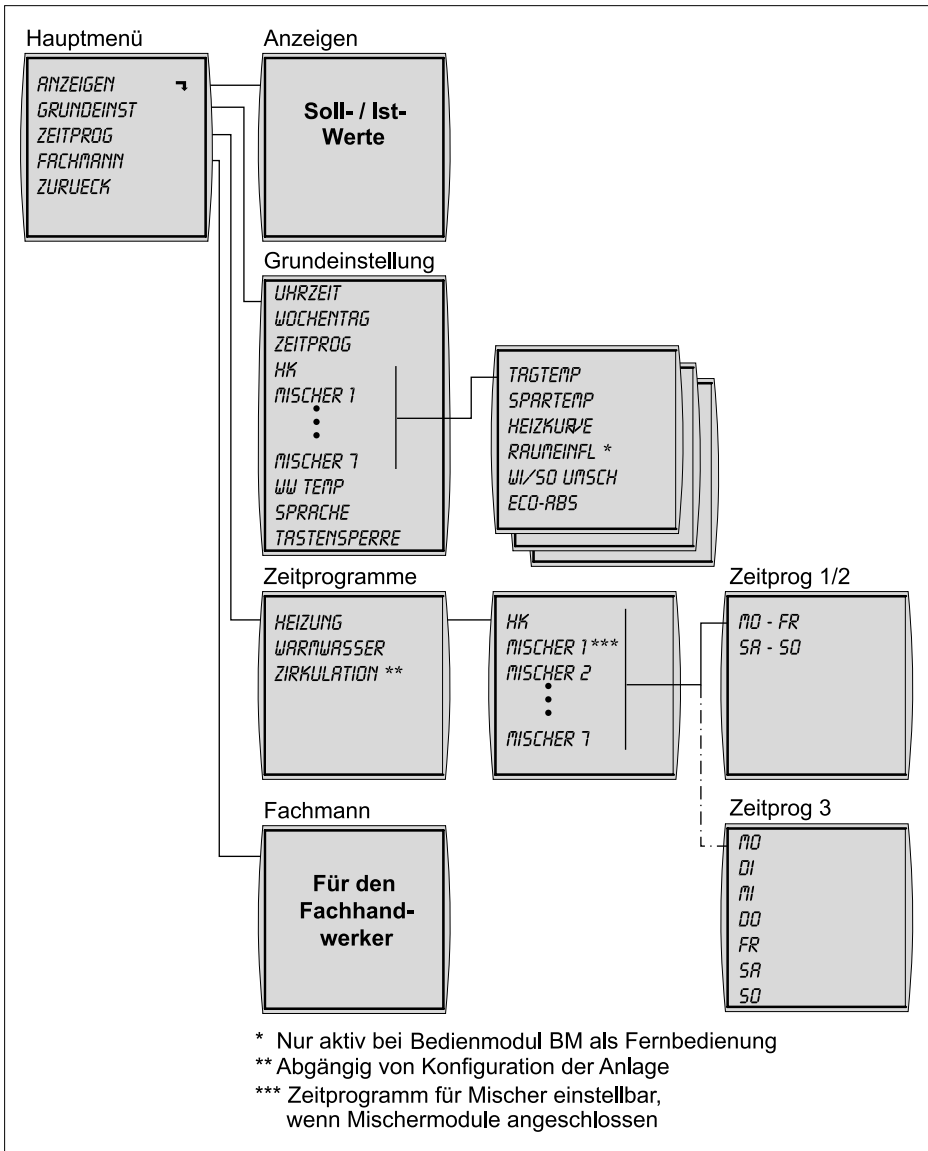 Hauptmenü
ANZEIGEN
GRUNDEINST
ZEITPROG
FACHMANN
ZURUECK
Anzeigen
Soll- / Ist-
Werte
Grundeinstellung
UHRZEIT
WOCHENTAG
ZEITPROG
HK
MISCHER 1
MISCHER 7
WW TEMP
SPRACHE
TASTENSPERRE
TAGTEMP
SPARTEMP
HEIZKURVE
RAUMEINFL *
WI/SO UMSCH
ECO-ABS
Zeitprogramme
HEIZUNG
WARMWASSER
ZIRKULATION **
HK
MISCHER 1 ***
MISCHER 2
MISCHER 7
Zeitprog 1/2
MO - FR
SA - SO
Zeitprog 3
MO
DI
MI
DO
FR
SA
SO
Fachmann
Für den
Fachhand-
werker
* Nur aktiv bei Bedienmodul BM als Fernbedienung
** Abgängig von Konfiguration der Anlage
*** Zeitprogramm für Mischer einstellbar,
wenn Mischermodule angeschlossen